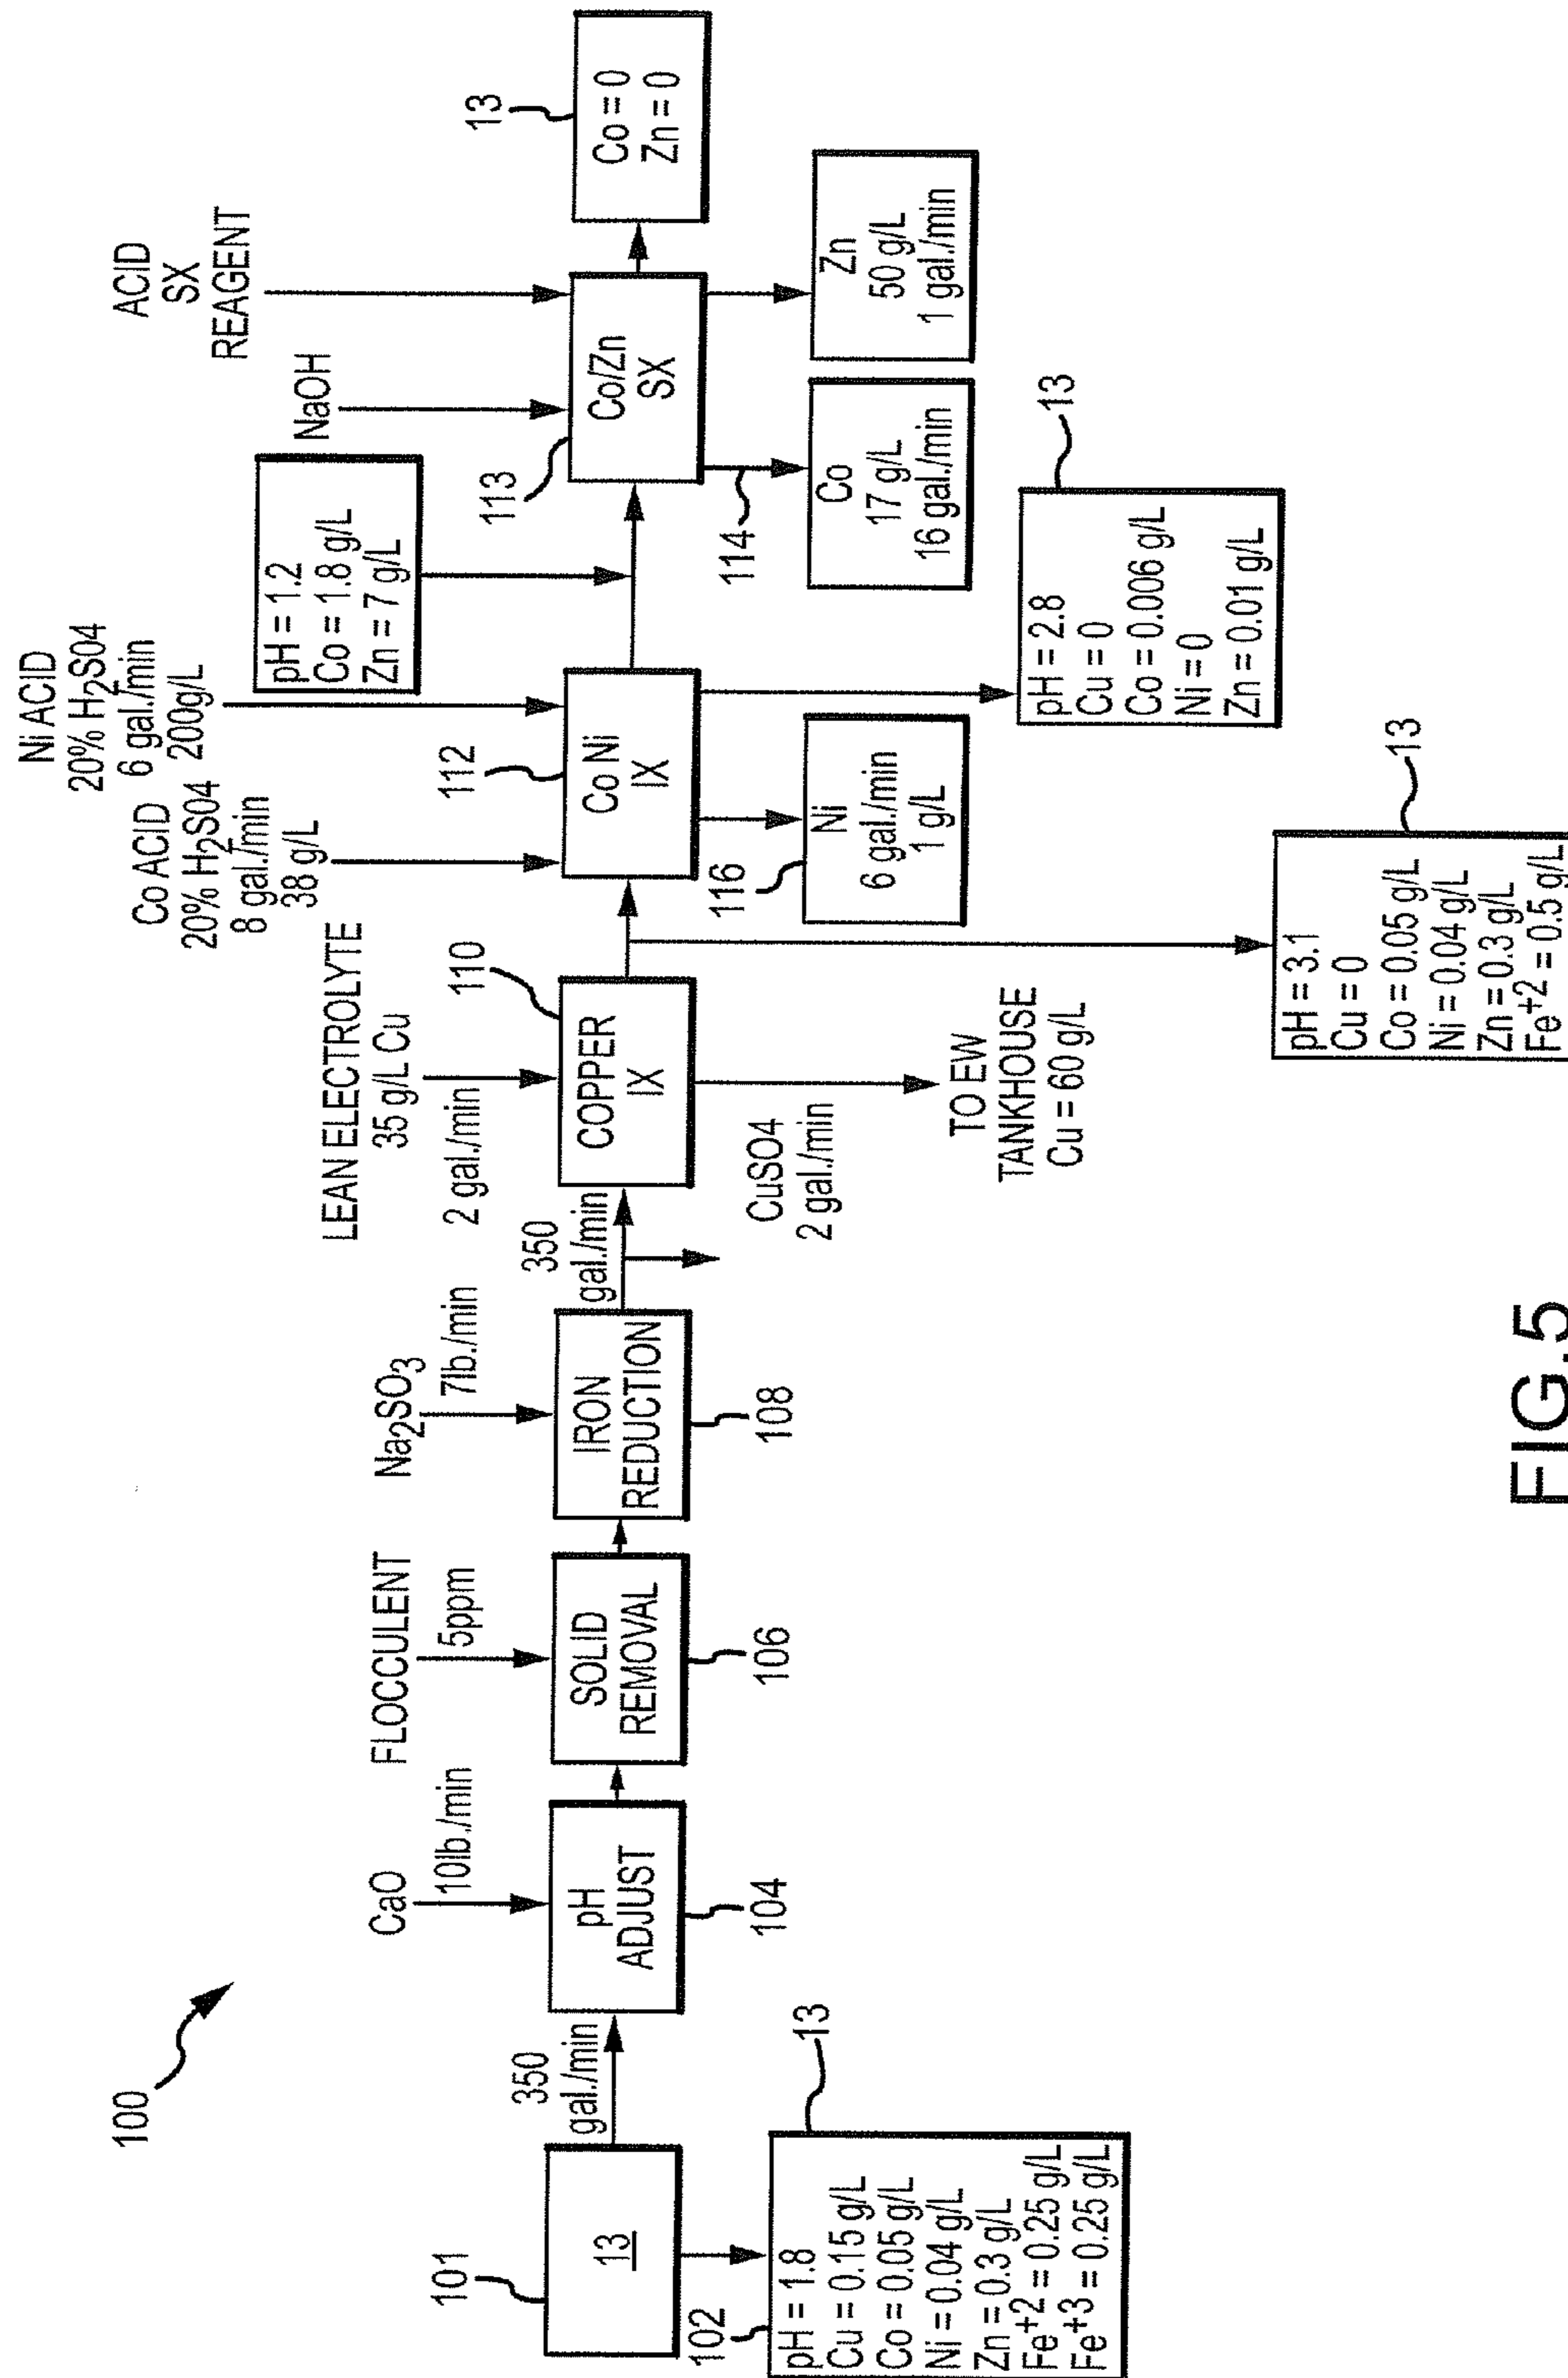 100
101
13
350
gal./min
102
pH = 1.8
Cu = 0.15 g/L
Co = 0.05 g/L
Ni = 0.04 g/L
Zn = 0.3 g/L
Fe+2 = 0.25 g/L
Fe+3 = 0.25 g/L
13
CaO
10lb./min
pH
ADJUST
104
FLOCCULENT
5ppm
SOLID
REMOVAL
106
Na2SO3
7lb./min
IRON
REDUCTION
108
350
gal./min
LEAN ELECTROLYTE
35 g/L Cu
2 gal./min
110
COPPER
IX
CuSO4
2 gal./min
TO EW
TANKHOUSE
Cu = 60 g/L
pH = 3.1
Cu = 0
Co = 0.05 g/L
Ni = 0.04 g/L
Zn = 0.3 g/L
Fe+2 = 0.5 g/L
13
Co ACID
20% H2SO4
8 gal./min
38 g/L
Ni ACID
20% H2SO4
6 gal./min
200g/L
112
Co Ni
IX
116
Ni
6 gal./min
1 g/L
pH = 2.8
Cu = 0
Co = 0.006 g/L
Ni = 0
Zn = 0.01 g/L
13
pH = 1.2
Co = 1.8 g/L
Zn = 7 g/L
NaOH
ACID
SX
REAGENT
113
Co/Zn
SX
114
Co
17 g/L
16 gal./min
Zn
50 g/L
1 gal./min
13
Co = 0
Zn = 0
FIG.5